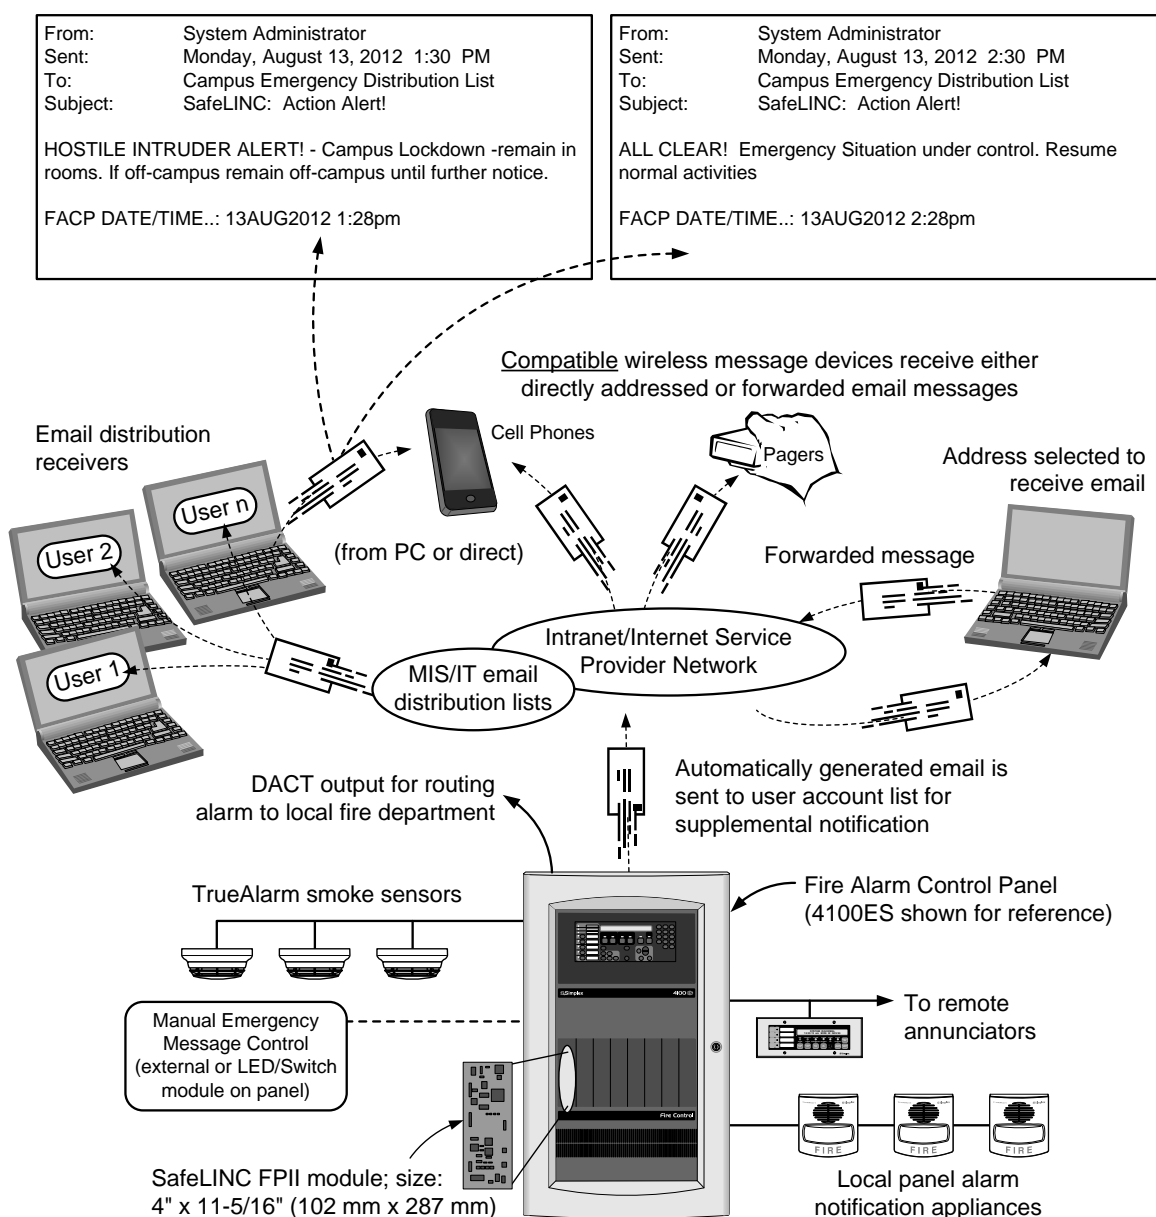 From: System Administrator
Sent: Monday, August 13, 2012 1:30 PM
To: Campus Emergency Distribution List
Subject: SafeLINC: Action Alert!
HOSTILE INTRUDER ALERT! - Campus Lockdown -remain in
rooms. If off-campus remain off-campus until further notice.
FACP DATE/TIME..: 13AUG2012 1:28pm
From: System Administrator
Sent: Monday, August 13, 2012 2:30 PM
To: Campus Emergency Distribution List
Subject: SafeLINC: Action Alert!
ALL CLEAR! Emergency Situation under control. Resume
normal activities
FACP DATE/TIME..: 13AUG2012 2:28pm
Compatible wireless message devices receive either
directly addressed or forwarded email messages
Email distribution
receivers
Cell Phones
Pagers
Address selected to
receive email
User n
User 2
User 1
(from PC or direct)
Forwarded message
Intranet/Internet Service
Provider Network
MIS/IT email
distribution lists
DACT output for routing
alarm to local fire department
Automatically generated email is
sent to user account list for
supplemental notification
TrueAlarm smoke sensors
Fire Alarm Control Panel
(4100ES shown for reference)
Simplex
4100 ES
Manual Emergency
Message Control
(external or LED/Switch
module on panel)
To remote
annunciators
Fire Control
FIRE
FIRE
FIRE
SafeLINC FPII module; size:
4" x 11-5/16" (102 mm x 287 mm)
Local panel alarm
notification appliances